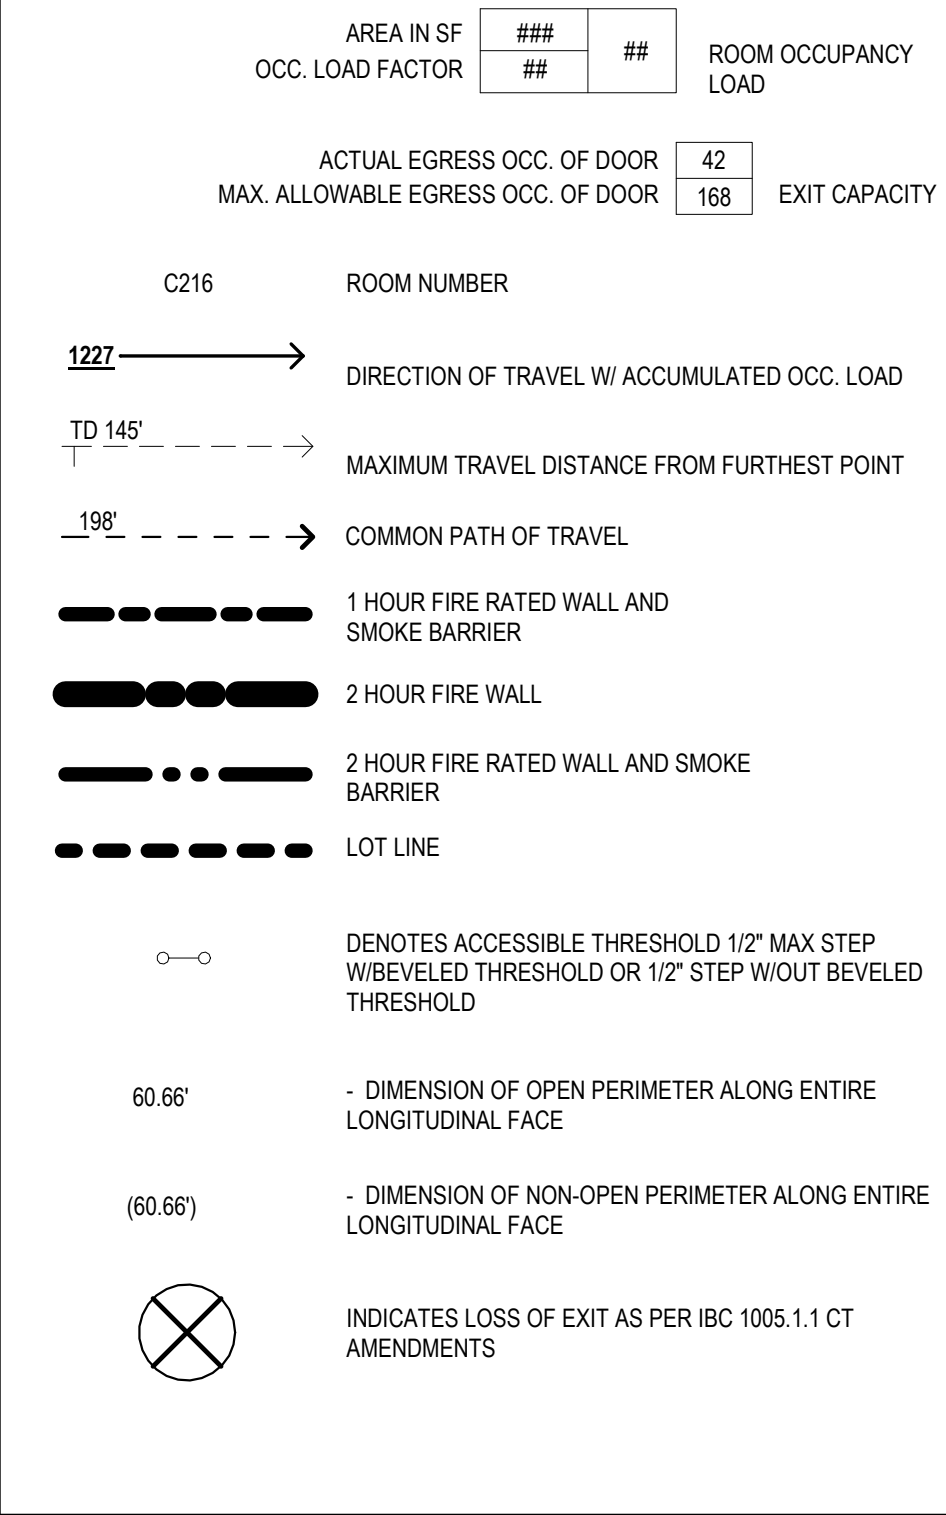 AREA IN SF ###
OCC. LOAD FACTOR ##
##
ROOM OCCUPANCY
LOAD
ACTUAL EGRESS OCC. OF DOOR 42
MAX. ALLOWABLE EGRESS OCC. OF DOOR 168 EXIT CAPACITY
C216 ROOM NUMBER
1227
DIRECTION OF TRAVEL W/ ACCUMULATED OCC. LOAD
TD 145'
MAXIMUM TRAVEL DISTANCE FROM FURTHEST POINT
198'
COMMON PATH OF TRAVEL
1 HOUR FIRE RATED WALL AND
SMOKE BARRIER
2 HOUR FIRE WALL
2 HOUR FIRE RATED WALL AND SMOKE
BARRIER
LOT LINE
DENOTES ACCESSIBLE THRESHOLD 1/2" MAX STEP
W/BEVELED THRESHOLD OR 1/2" STEP W/OUT BEVELED
THRESHOLD
60.66' - DIMENSION OF OPEN PERIMETER ALONG ENTIRE
LONGITUDINAL FACE
(60.66') - DIMENSION OF NON-OPEN PERIMETER ALONG ENTIRE
LONGITUDINAL FACE
INDICATES LOSS OF EXIT AS PER IBC 1005.1.1 CT
AMENDMENTS